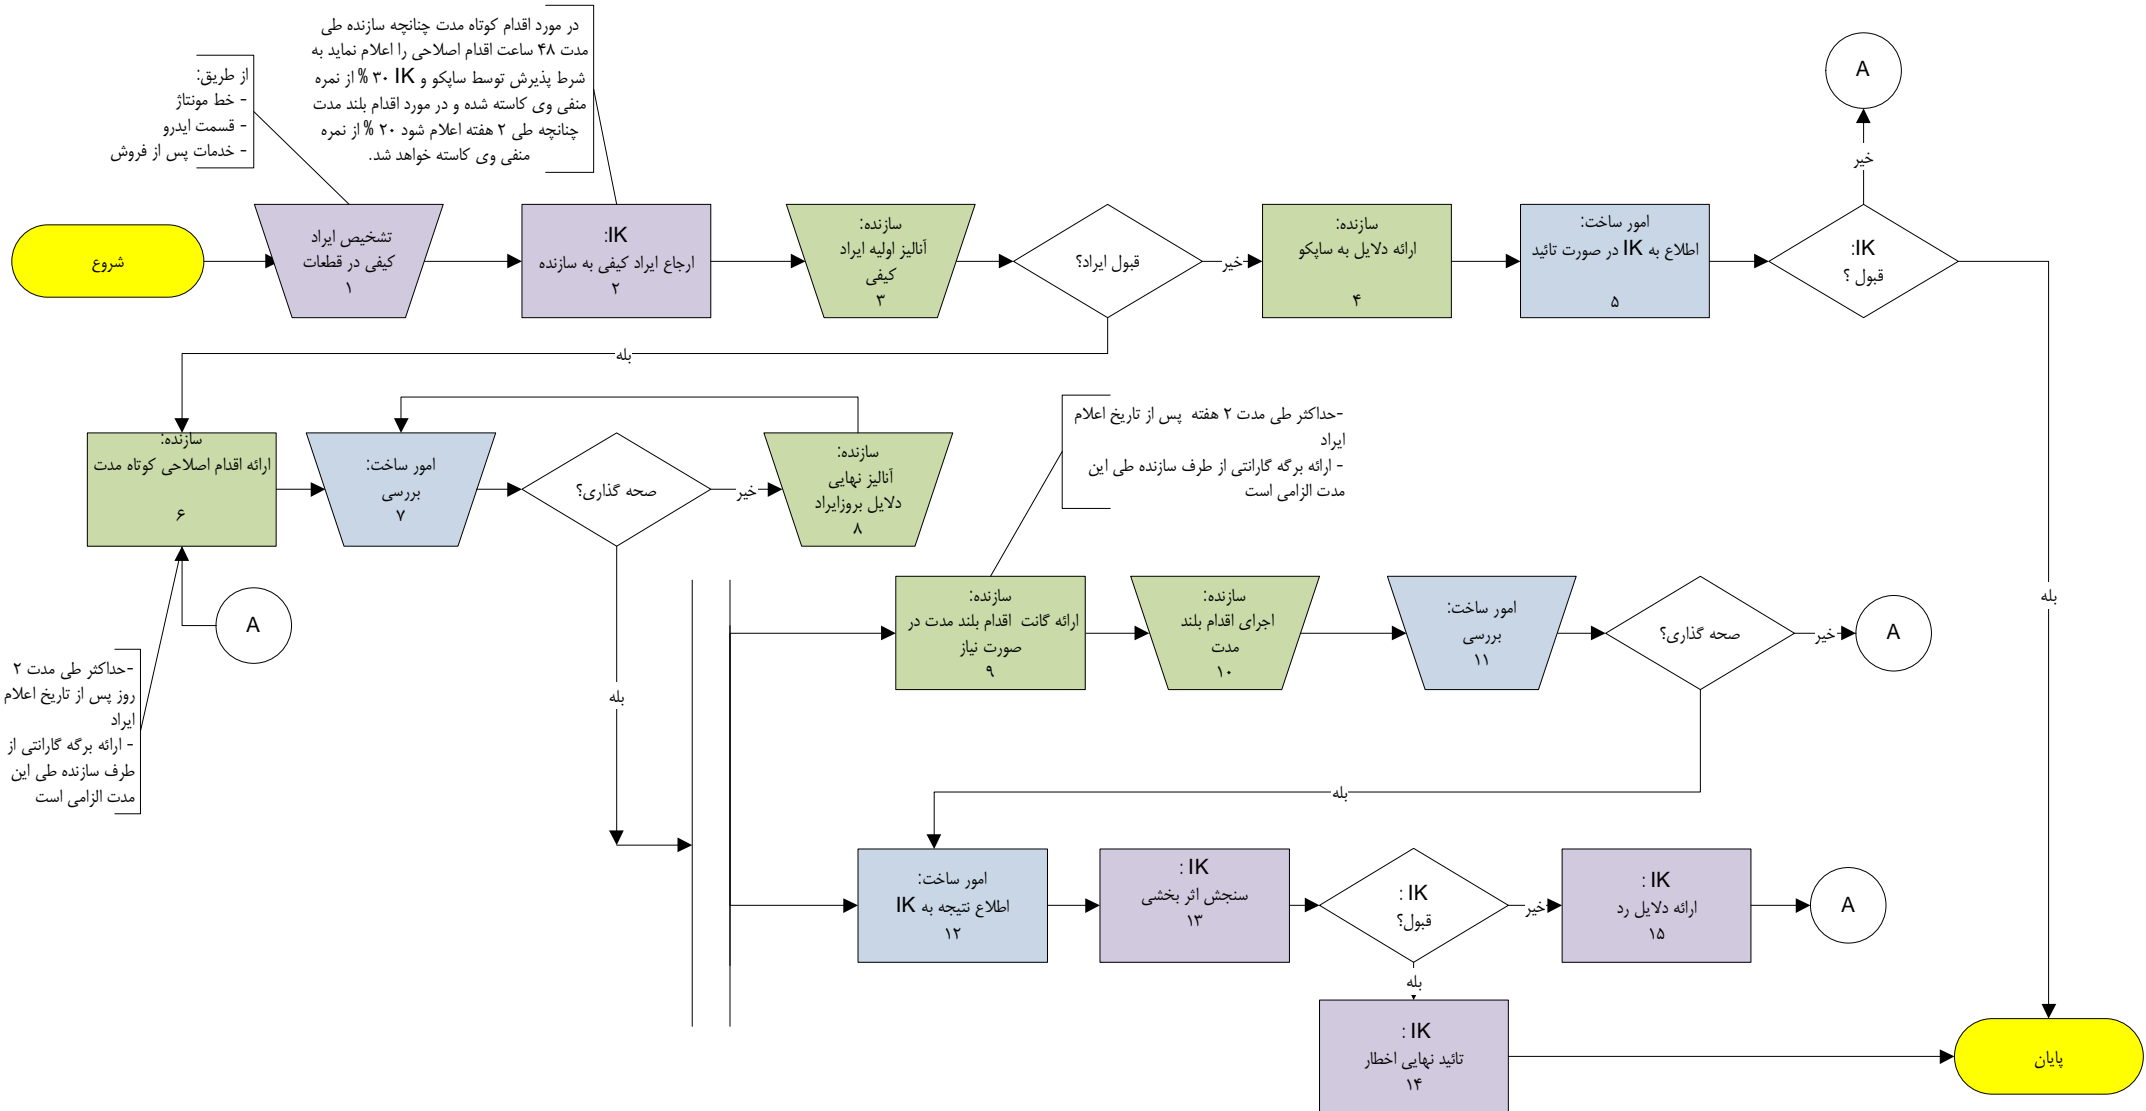 در مورد اقدام کوتاه مدت چنانچه سازنده طی
مدت ۴۸ ساعت اقدام اصلاحی را اعلام نماید به
شرط پذیرش توسط ساپکو و IK ۳۰ % از نمره
منفی وی کاسته شده و در مورد اقدام بلند مدت
چنانچه طی ۲ هفته اعلام شود ۲۰ % از نمره
منفی وی کاسته خواهد شد.
از طریق:
- خط مونتاژ
- قسمت ایدرو
- خدمات پس از فروش
A
خیر
شروع
تشخیص ایراد
کیفی در قطعات
۱
IK:
ارجاع ایراد کیفی به سازنده
۲
سازنده:
آنالیز اولیه ایراد
کیفی
۳
قبول ایراد؟
خیر
سازنده:
ارائه دلایل به ساپکو
۴
امور ساخت:
اطلاع به IK در صورت تائید
۵
IK:
قبول ؟
بله
بله
سازنده:
ارائه اقدام اصلاحی کوتاه مدت
۶
امور ساخت:
بررسی
۷
صحه گذاری؟
خیر
سازنده:
آنالیز نهایی
دلایل بروزایراد
۸
-حداکثر طی مدت ۲ هفته پس از تاریخ اعلام
ایراد
- ارائه برگه گارانتی از طرف سازنده طی این
مدت الزامی است
A
-حداکثر طی مدت ۲
روز پس از تاریخ اعلام
ایراد
- ارائه برگه گارانتی از
طرف سازنده طی این
مدت الزامی است
بله
سازنده:
ارائه گانت اقدام بلند مدت در
صورت نیاز
۹
سازنده:
اجرای اقدام بلند
مدت
۱۰
امور ساخت:
بررسی
۱۱
صحه گذاری؟
خیر
A
بله
امور ساخت:
اطلاع نتیجه به IK
۱۲
IK :
سنجش اثر بخشی
۱۳
IK :
قبول؟
خیر
IK :
ارائه دلایل رد
۱۵
A
بله
IK :
تائید نهایی اخطار
۱۴
پایان